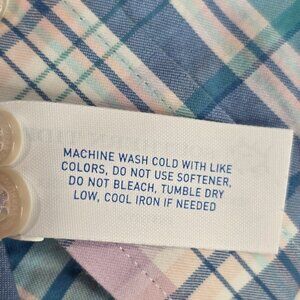 MACHINE WASH COLD WITH LIKE
COLORS, DO NOT USE SOFTENER,
DO NOT BLEACH, TUMBLE DRY
LOW, COOL IRON IF NEEDED